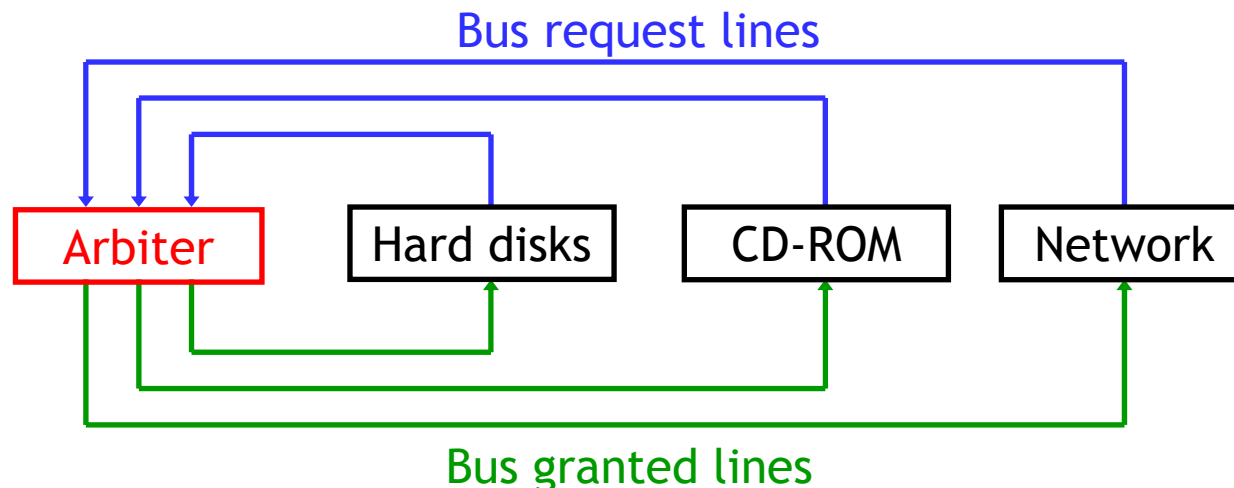 Bus request lines
Arbiter
Hard disks
CD-ROM
Network
Bus granted lines